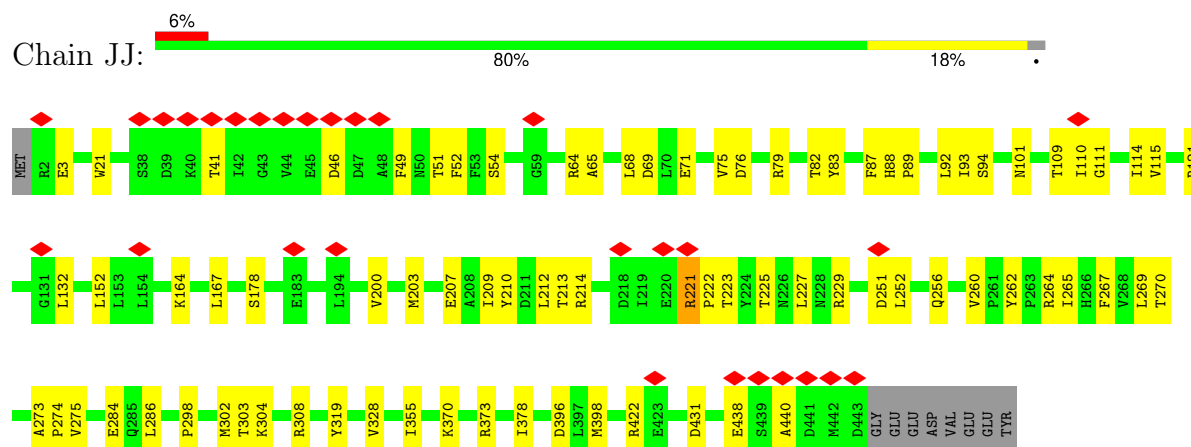 6%
Chain JJ:
80% 18% •
MET R2 E3 W21 S38 D39 K40 T41 I42 G43 V44 E45 D46 D47 A48 F49 N50 T51 F52 F53 S54 G59 R64 A65 L68 D69 L70 E71 V75 D76 R79 T82 Y83 F87 H88 P89 L92 I93 S94 N101 T109 I110 G111 I114 V115
G131 L132 L152 L153 L154 K164 L167 S178 E183 L194 V200 M203 E207 A208 I209 Y210 D211 L212 T213 R214 D218 I219 E220 R221 P222 T223 Y224 T225 N226 L227 N228 R229 D251 L252 Q256 V260 P261 Y262 P263 R264 I265 H266 F267 V268 L269 T270
A273 P274 V275 E284 Q285 L286 P298 M302 T303 K304 R308 Y319 V328 I355 K370 R373 I378 D396 L397 M398 R422 E423 D431 E438 S439 A440 D441 M442 D443 GLY GLU GLU ASP VAL GLU GLU TYR